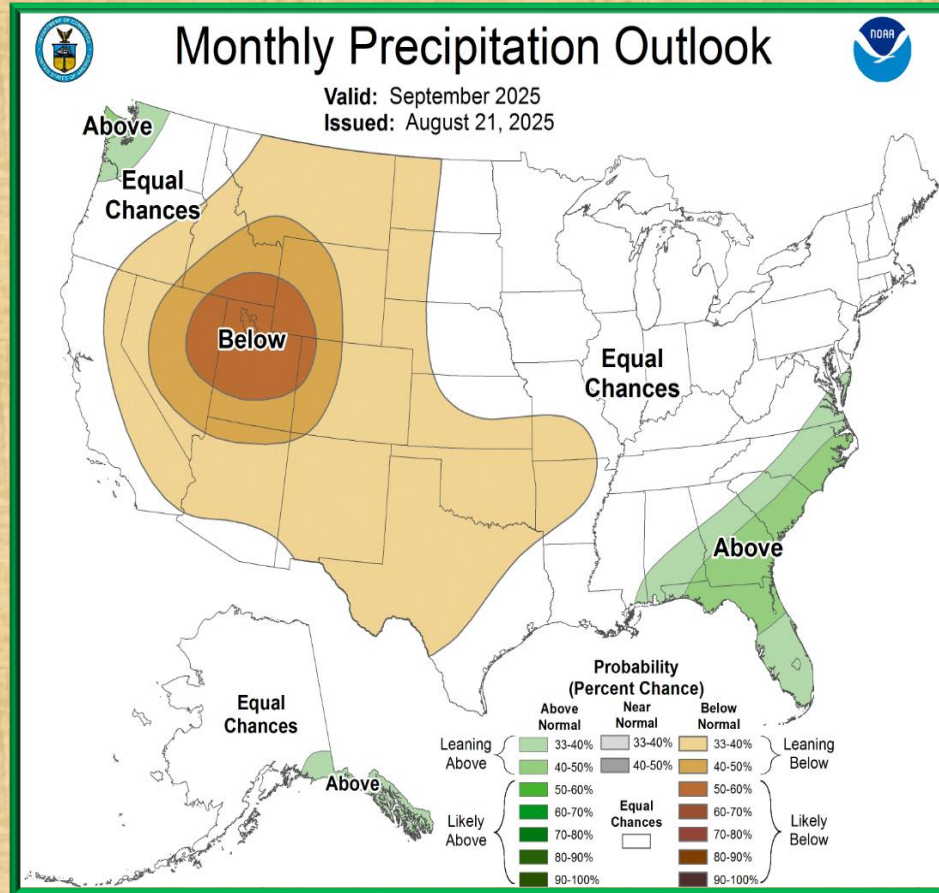 Monthly Precipitation Outlook
NOAA
Valid: September 2025
Issued: August 21, 2025
Above
Equal
Chances
Below
Equal
Chances
Above
Equal
Chances
Above
Probability
(Percent Chance)
Above
Normal
Near
Normal
Below
Normal
Leaning
Above
33-40%
33-40%
33-40%
Leaning
Below
40-50%
40-50%
40-50%
Likely
Above
50-60%
50-60%
Likely
Below
60-70%
60-70%
70-80%
Equal
Chances
70-80%
80-90%
80-90%
90-100%
90-100%